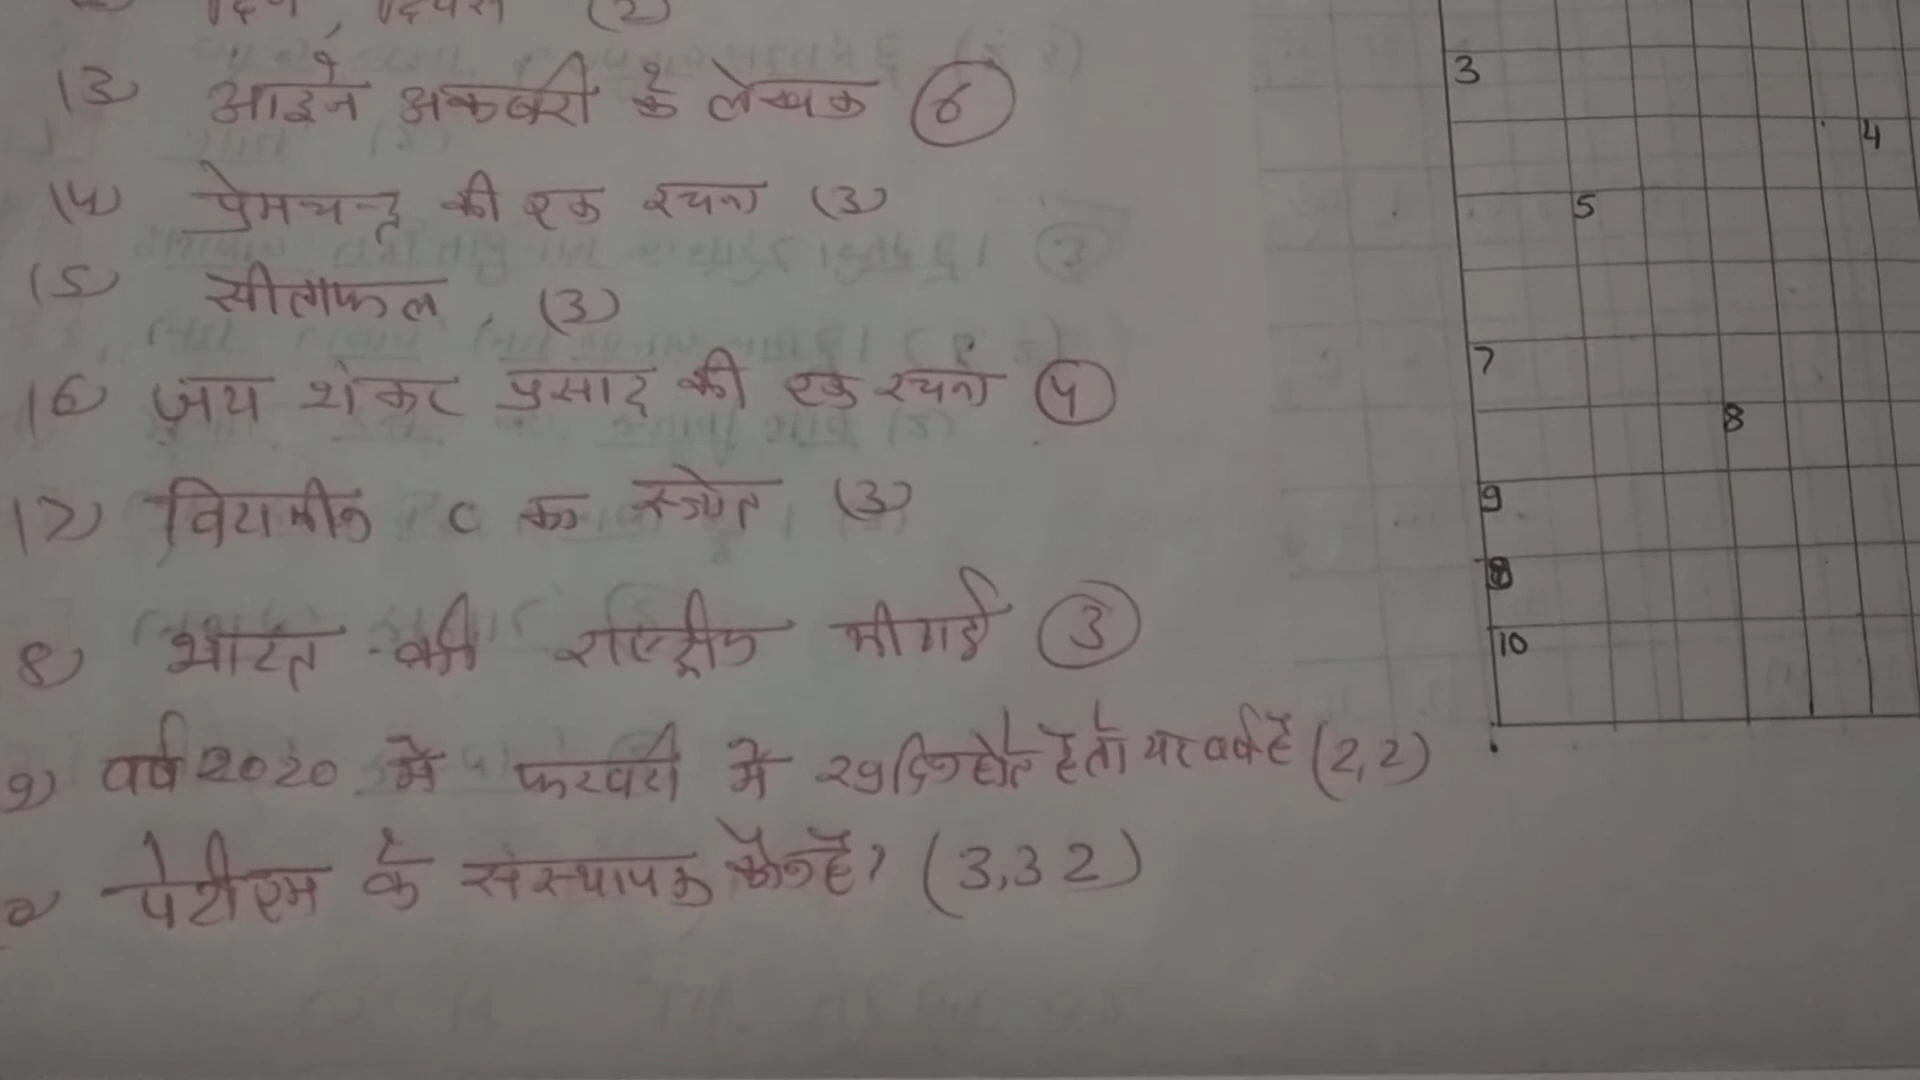 दिन, दिवस (2)
13) आईने अकबरी के लेखक (6)
14) प्रेमचन्द्र की एक रचना (3)
15) सीताफल, (3)
16) जय शंकर प्रसाद की एक रचना (4)
17) विटामीन C का स्त्रोत (3)
8) भारत की राष्ट्रीय मीठाई (3)
9) वर्ष 2020 में फरवरी में 29 दिन होते है तो यह वर्ष है (2,2)
पेटीएम के संस्थापक कौन है? (3,3 2)
3
4
5
7
8
9
10